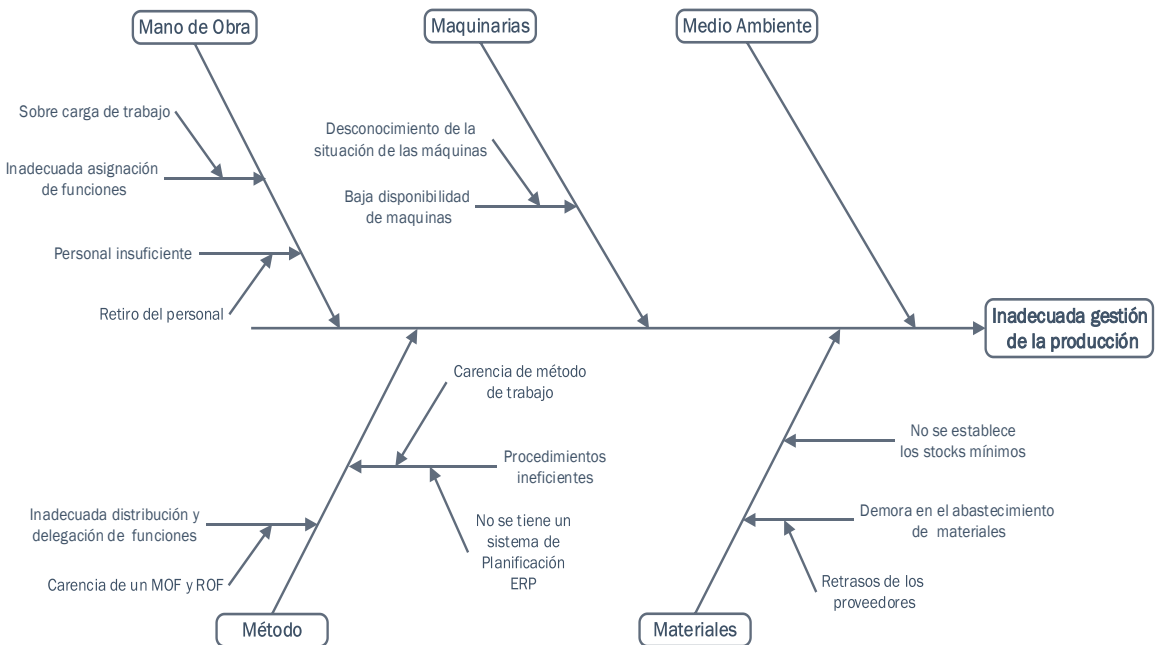 Mano de Obra
Maquinarias
Medio Ambiente
Sobre carga de trabajo
Inadecuada asignación
de funciones
Personal insuficiente
Retiro del personal
Desconocimiento de la
situación de las máquinas
Baja disponibilidad
de maquinas
Inadecuada gestión
de la producción
Carencia de método
de trabajo
Procedimientos
ineficientes
No se tiene un
sistema de
Planificación
ERP
Inadecuada distribución y
delegación de funciones
Carencia de un MOF y ROF
No se establece
los stocks mínimos
Demora en el abastecimiento
de materiales
Retrasos de los
proveedores
Método
Materiales